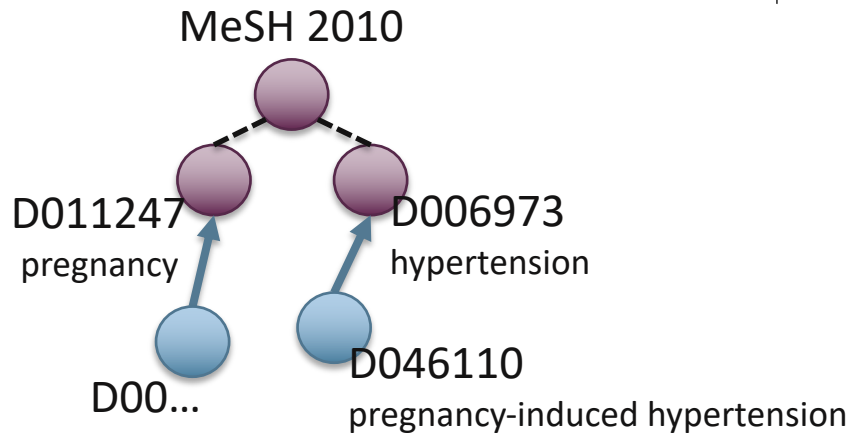 MeSH 2010
D011247
pregnancy
D006973
hypertension
D00...
D046110
pregnancy-induced hypertension